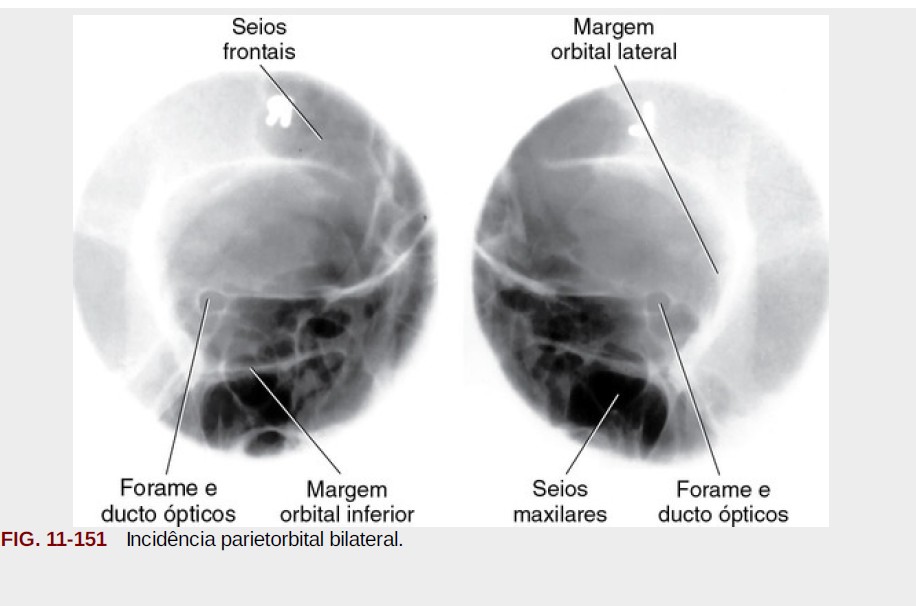 Seios
frontais
Margem
orbital lateral
Forame e
ducto ópticos
Margem
orbital inferior
Seios
maxilares
Forame e
ducto ópticos
FIG. 11-151 Incidência parietorbital bilateral.